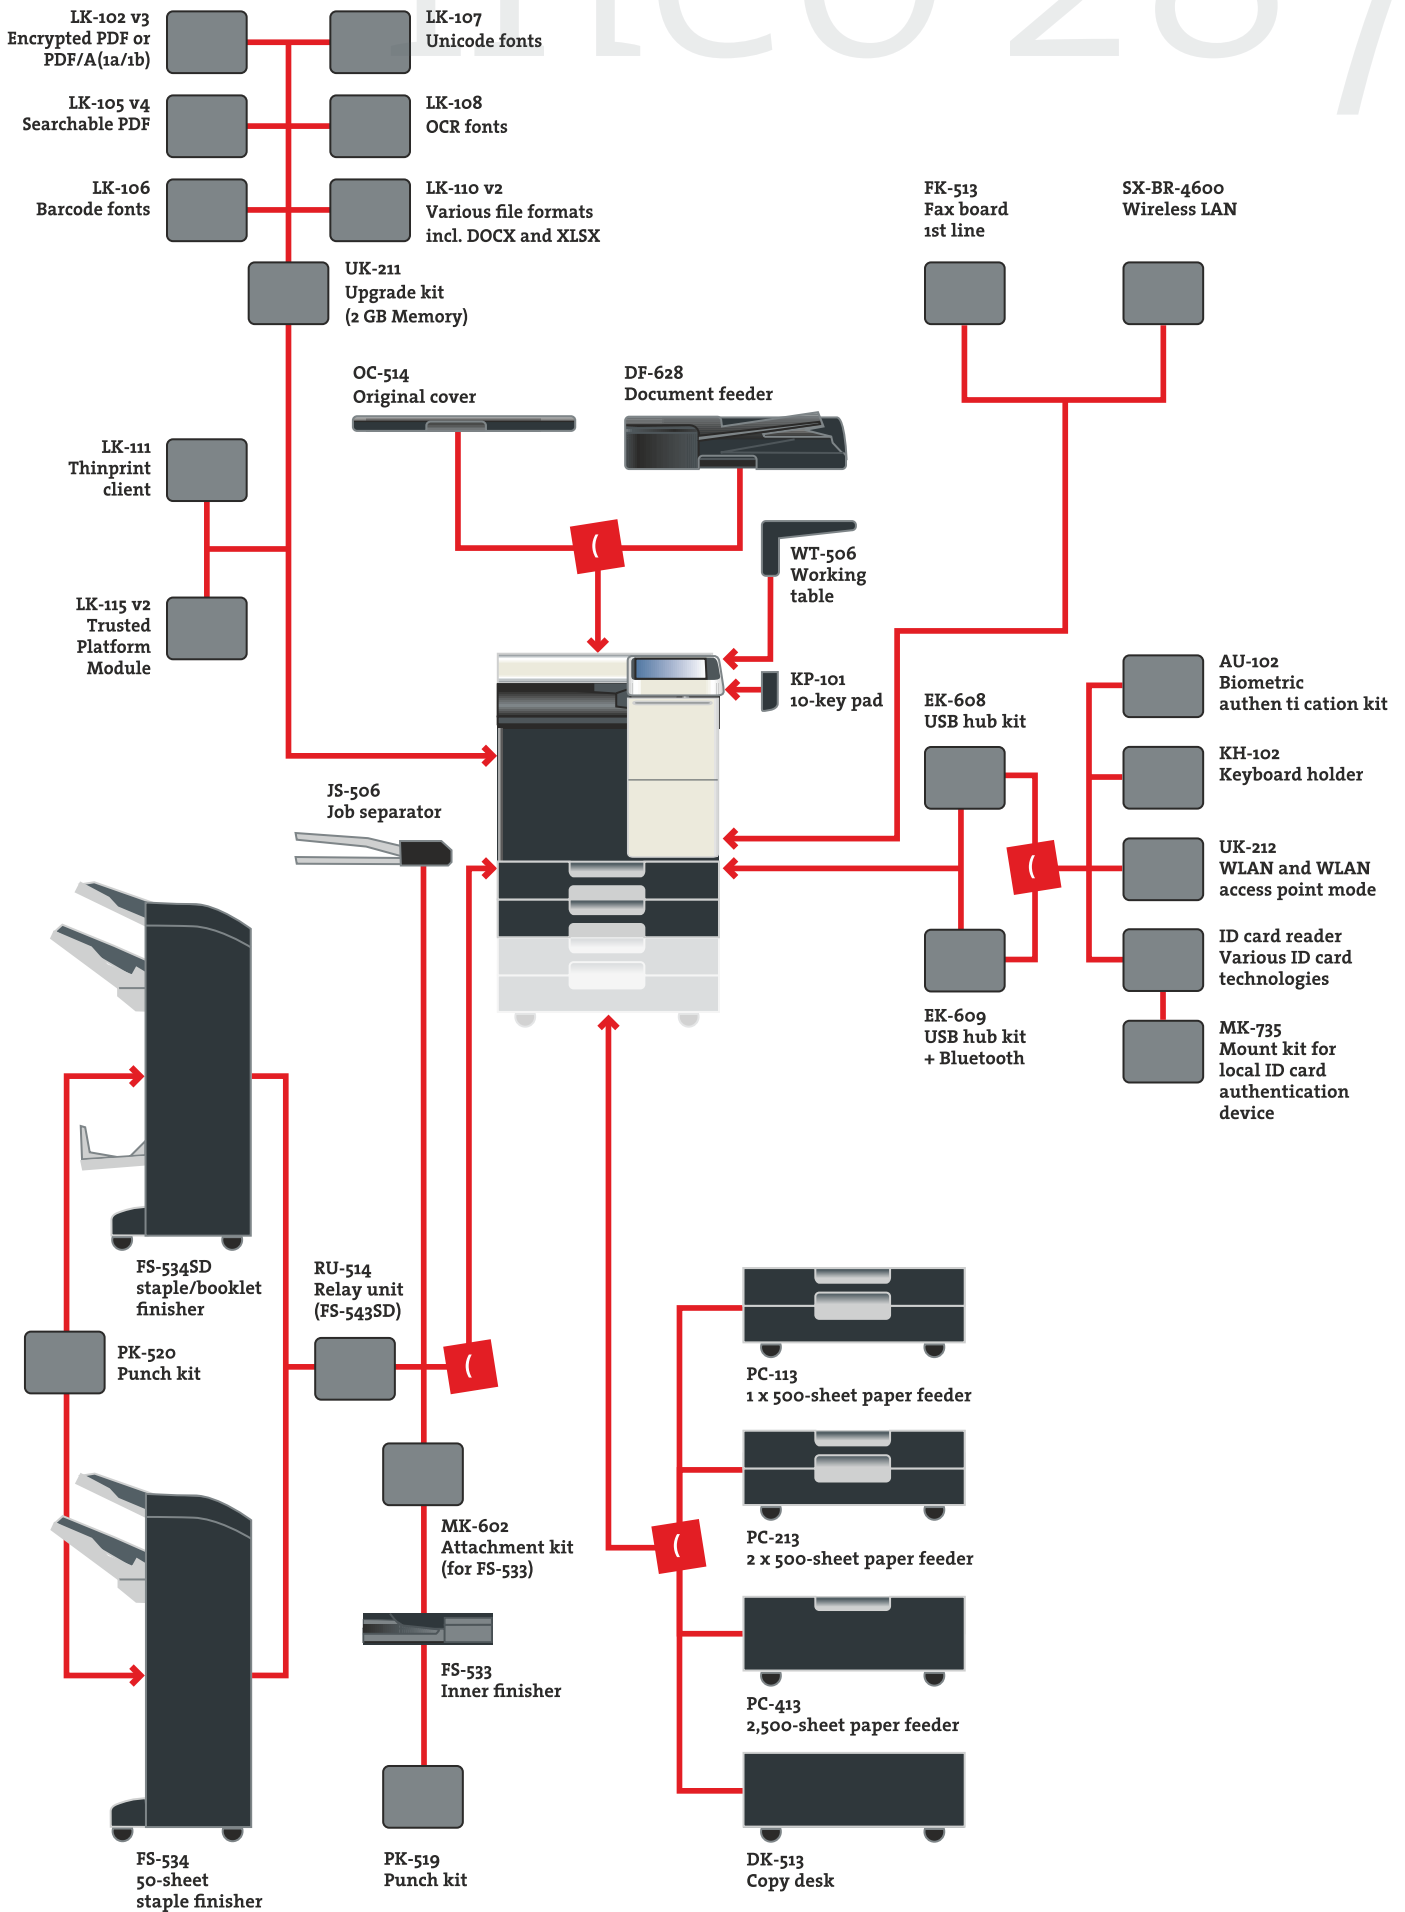 ineo 287
LK-102 v3
Encrypted PDF or
PDF/A(1a/1b)
LK-107
Unicode fonts
LK-105 v4
Searchable PDF
LK-108
OCR fonts
LK-106
Barcode fonts
LK-110 v2
Various file formats
incl. DOCX and XLSX
UK-211
Upgrade kit
(2 GB Memory)
FK-513
Fax board
1st line
SX-BR-4600
Wireless LAN
OC-514
Original cover
DF-628
Document feeder
LK-111
Thinprint
client
WT-506
Working
table
LK-115 v2
Trusted
Platform
Module
KP-101
10-key pad
EK-608
USB hub kit
AU-102
Biometric
authen ti cation kit
KH-102
Keyboard holder
JS-506
Job separator
UK-212
WLAN and WLAN
access point mode
ID card reader
Various ID card
technologies
EK-609
USB hub kit
+ Bluetooth
MK-735
Mount kit for
local ID card
authentication
device
FS-534SD
staple/booklet
finisher
RU-514
Relay unit
(FS-543SD)
PK-520
Punch kit
PC-113
1 x 500-sheet paper feeder
MK-602
Attachment kit
(for FS-533)
PC-213
2 x 500-sheet paper feeder
FS-533
Inner finisher
PC-413
2,500-sheet paper feeder
FS-534
50-sheet
staple finisher
PK-519
Punch kit
DK-513
Copy desk